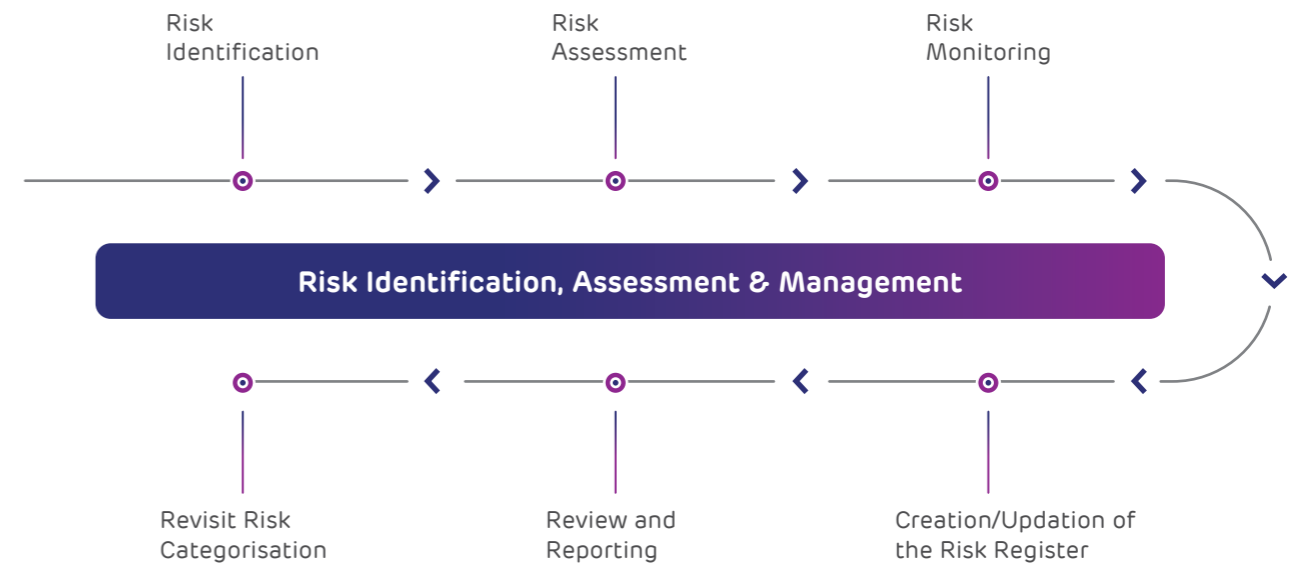 Risk
Identification
Risk
Assessment
Risk
Monitoring
Risk Identification, Assessment & Management
Revisit Risk
Categorisation
Review and
Reporting
Creation/Updation of
the Risk Register